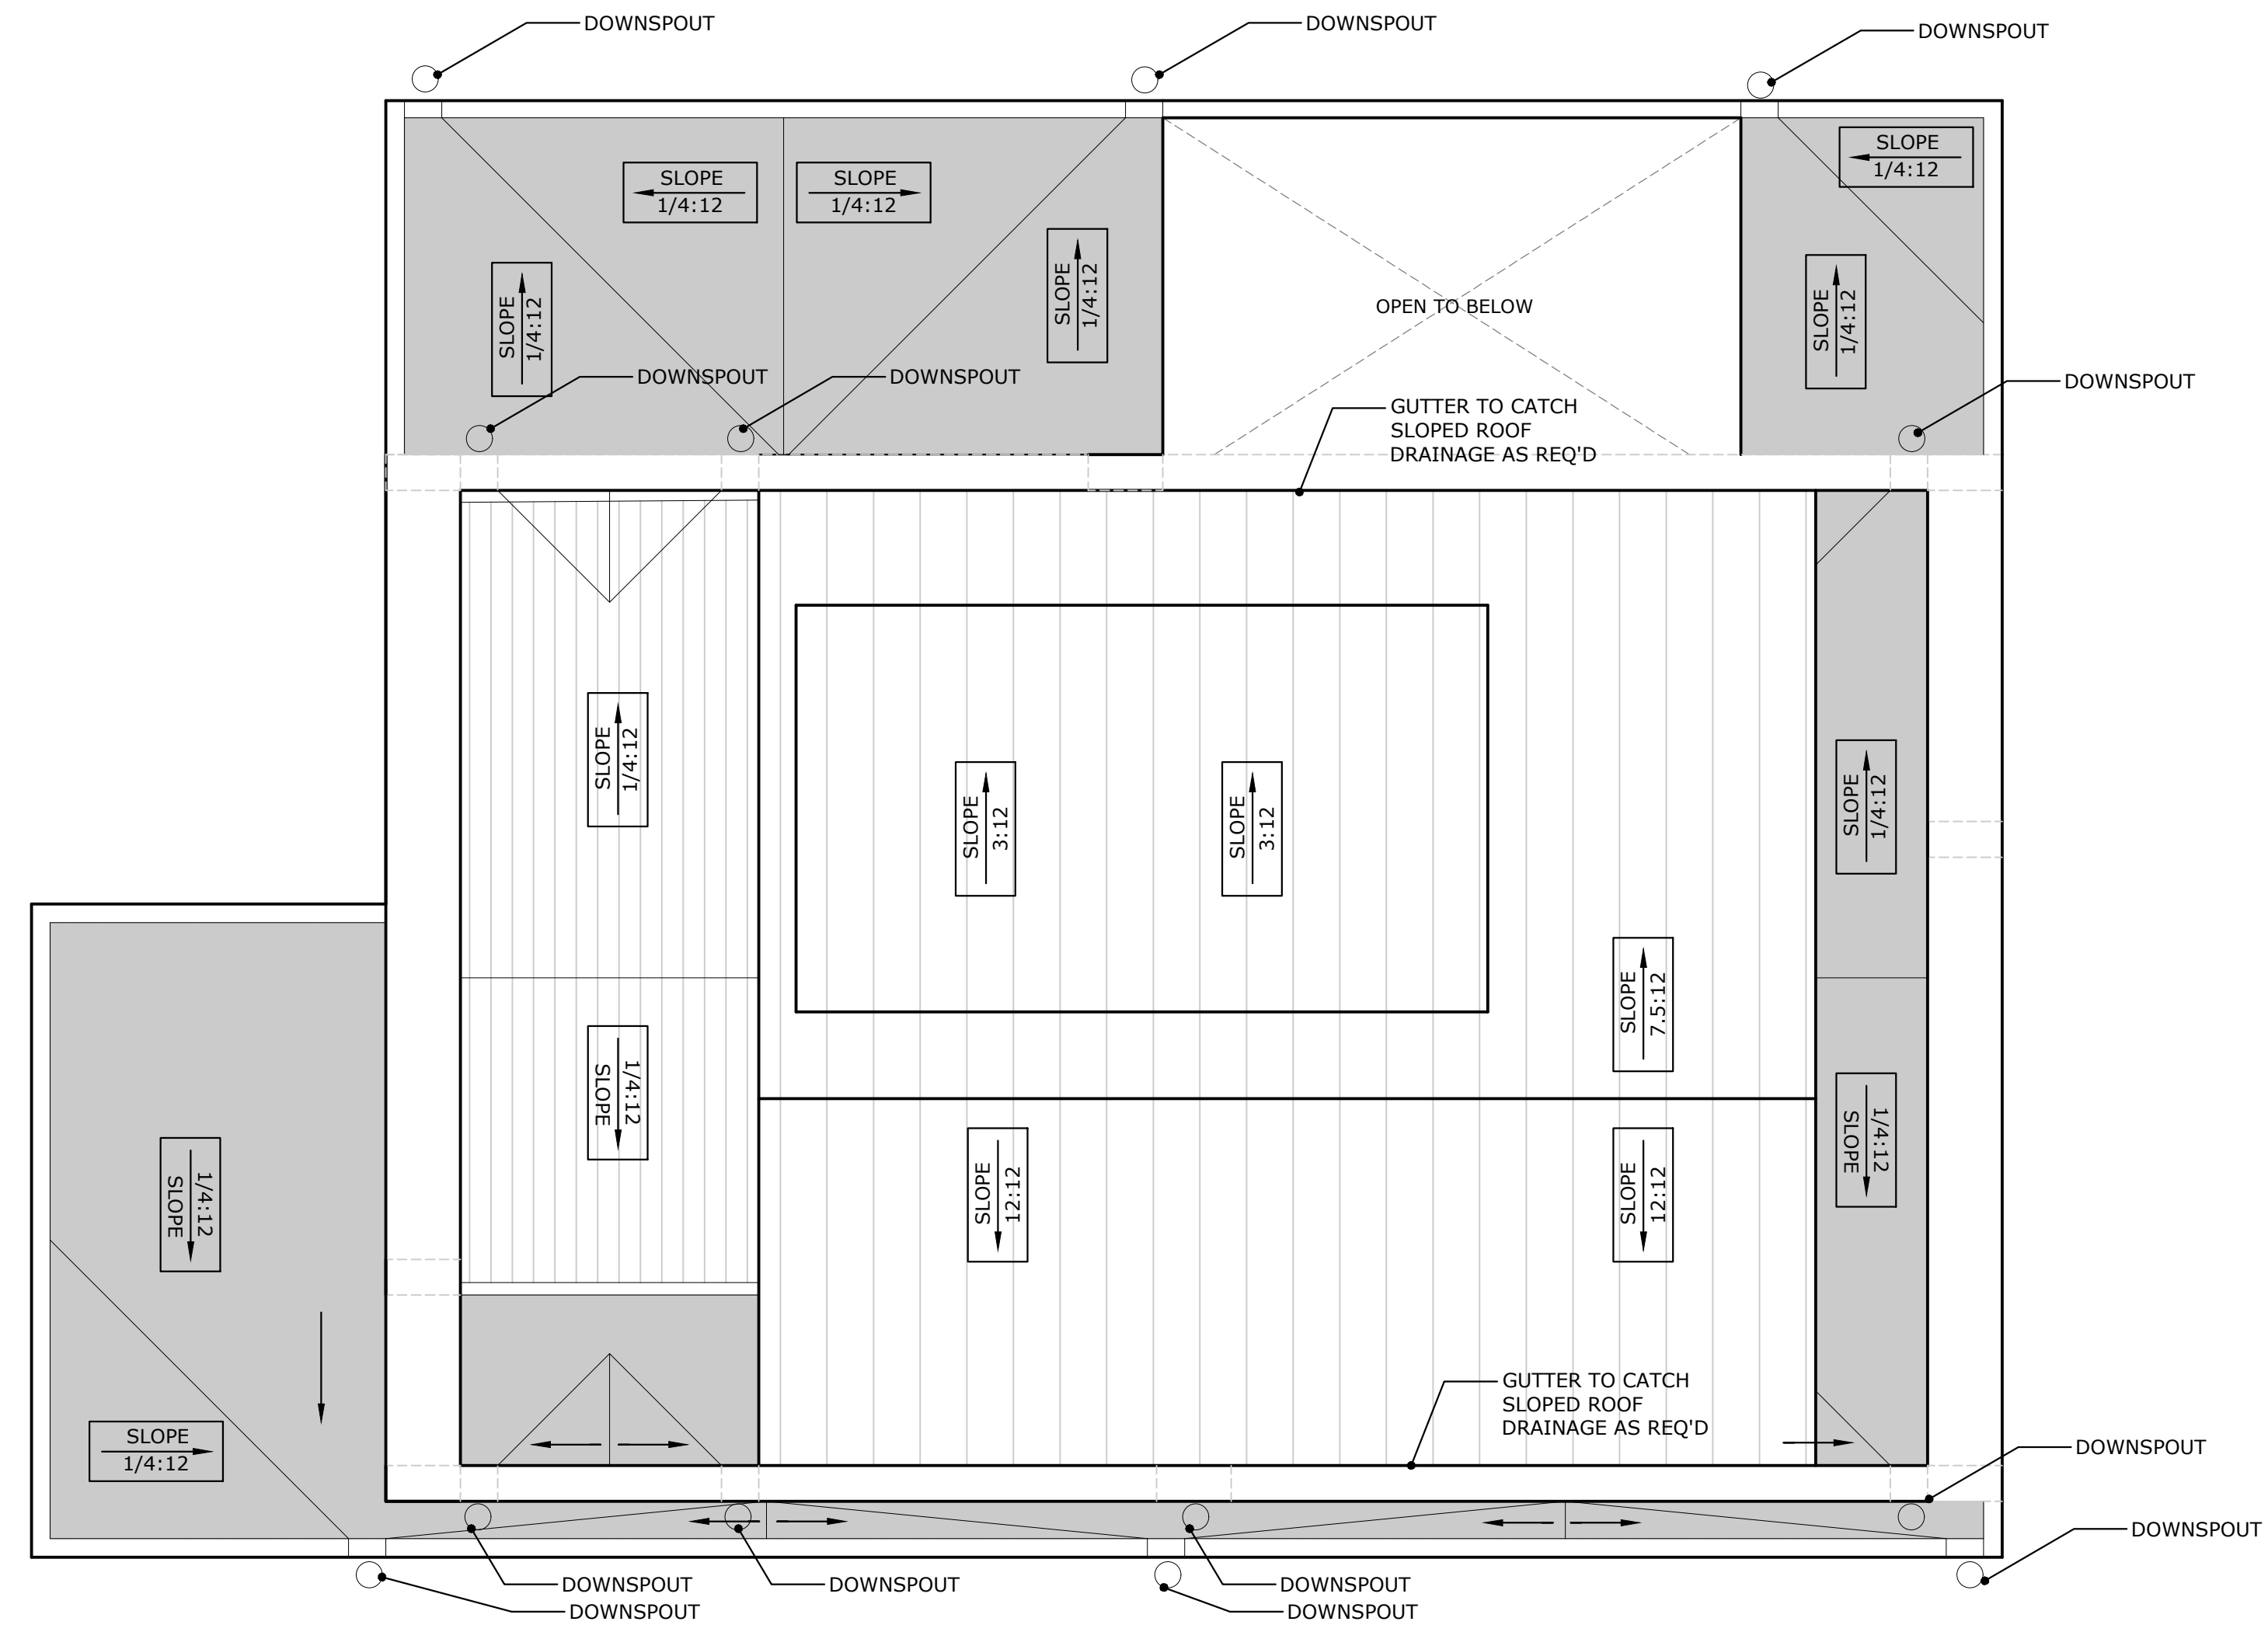 DOWNSPOUT
DOWNSPOUT
DOWNSPOUT
SLOPE
1/4:12
SLOPE
1/4:12
SLOPE
1/4:12
SLOPE
1/4:12
SLOPE
1/4:12
SLOPE
1/4:12
OPEN TO BELOW
DOWNSPOUT
DOWNSPOUT
DOWNSPOUT
GUTTER TO CATCH
SLOPED ROOF
DRAINAGE AS REQ'D
SLOPE
1/4:12
SLOPE
3:12
SLOPE
3:12
SLOPE
1/4:12
SLOPE
7.5:12
SLOPE
1/4:12
SLOPE
1/4:12
SLOPE
1/4:12
SLOPE
12:12
SLOPE
12:12
GUTTER TO CATCH
SLOPED ROOF
DRAINAGE AS REQ'D
SLOPE
1/4:12
DOWNSPOUT
DOWNSPOUT
DOWNSPOUT
DOWNSPOUT
DOWNSPOUT
DOWNSPOUT
DOWNSPOUT